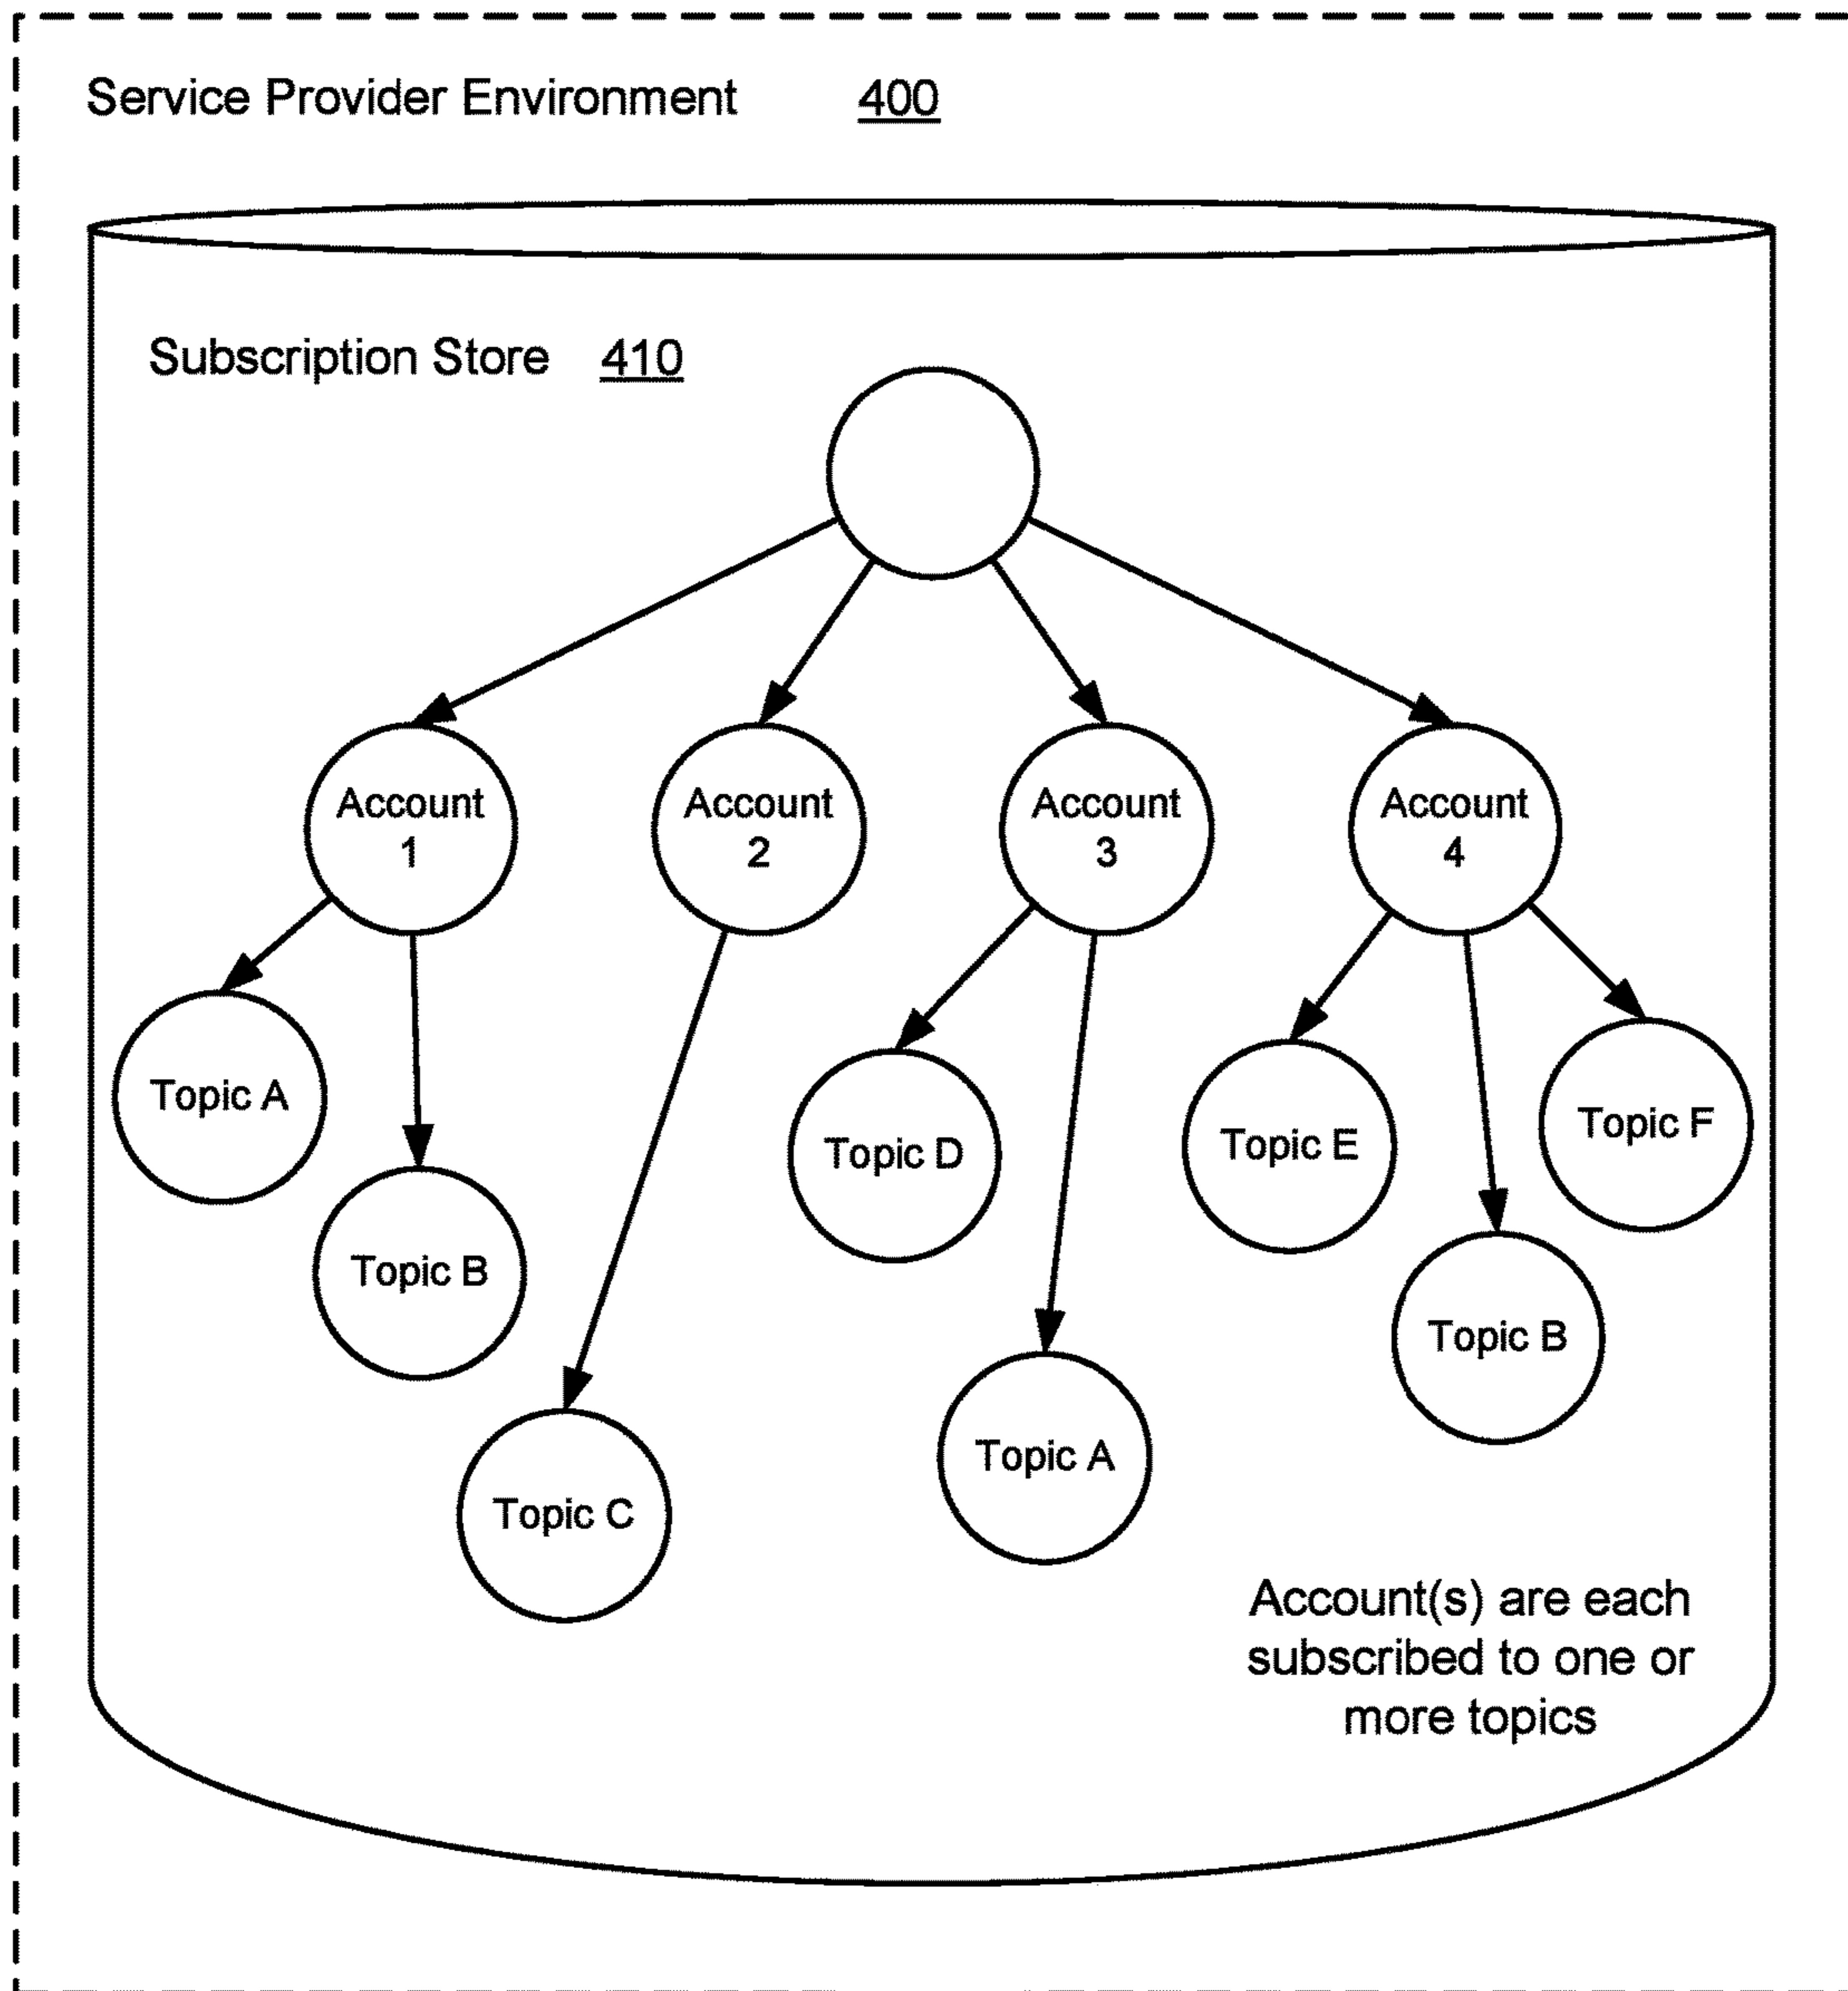 Service Provider Environment 400
Subscription Store 410
Account
1
Account
2
Account
3
Account
4
Topic A
Topic B
Topic C
Topic D
Topic A
Topic E
Topic B
Topic F
Account(s) are each
subscribed to one or
more topics